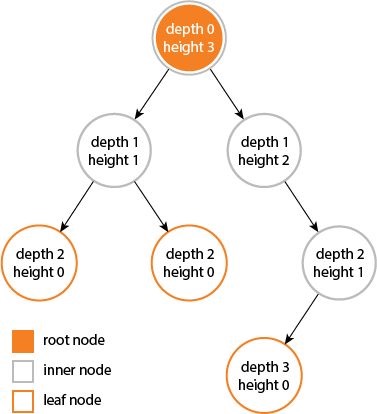 depth 0
height 3
depth 1
height 1
depth 1
height 2
depth 2
height 0
depth 2
height 0
depth 2
height 1
depth 3
height 0
root node
inner node
leaf node